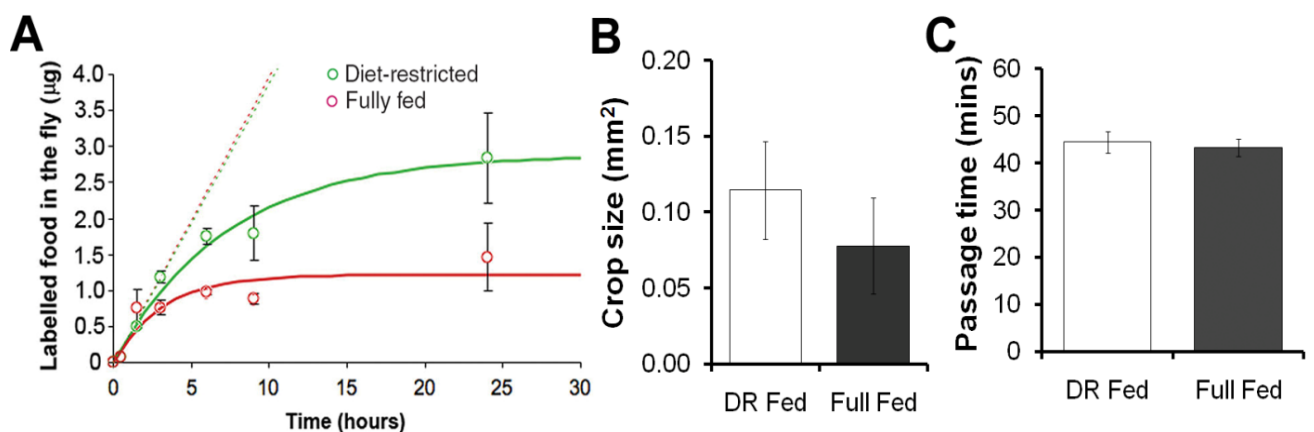 A
Labelled food in the fly (µg)
4.0
3.5
3.0
2.5
2.0
1.5
1.0
0.5
0
Diet-restricted
Fully fed
0 5 10 15 20 25 30
Time (hours)
B
Crop size (mm²)
0.20
0.15
0.10
0.05
0.00
DR Fed Full Fed
C
Passage time (mins)
60
50
40
30
20
10
0
DR Fed Full Fed